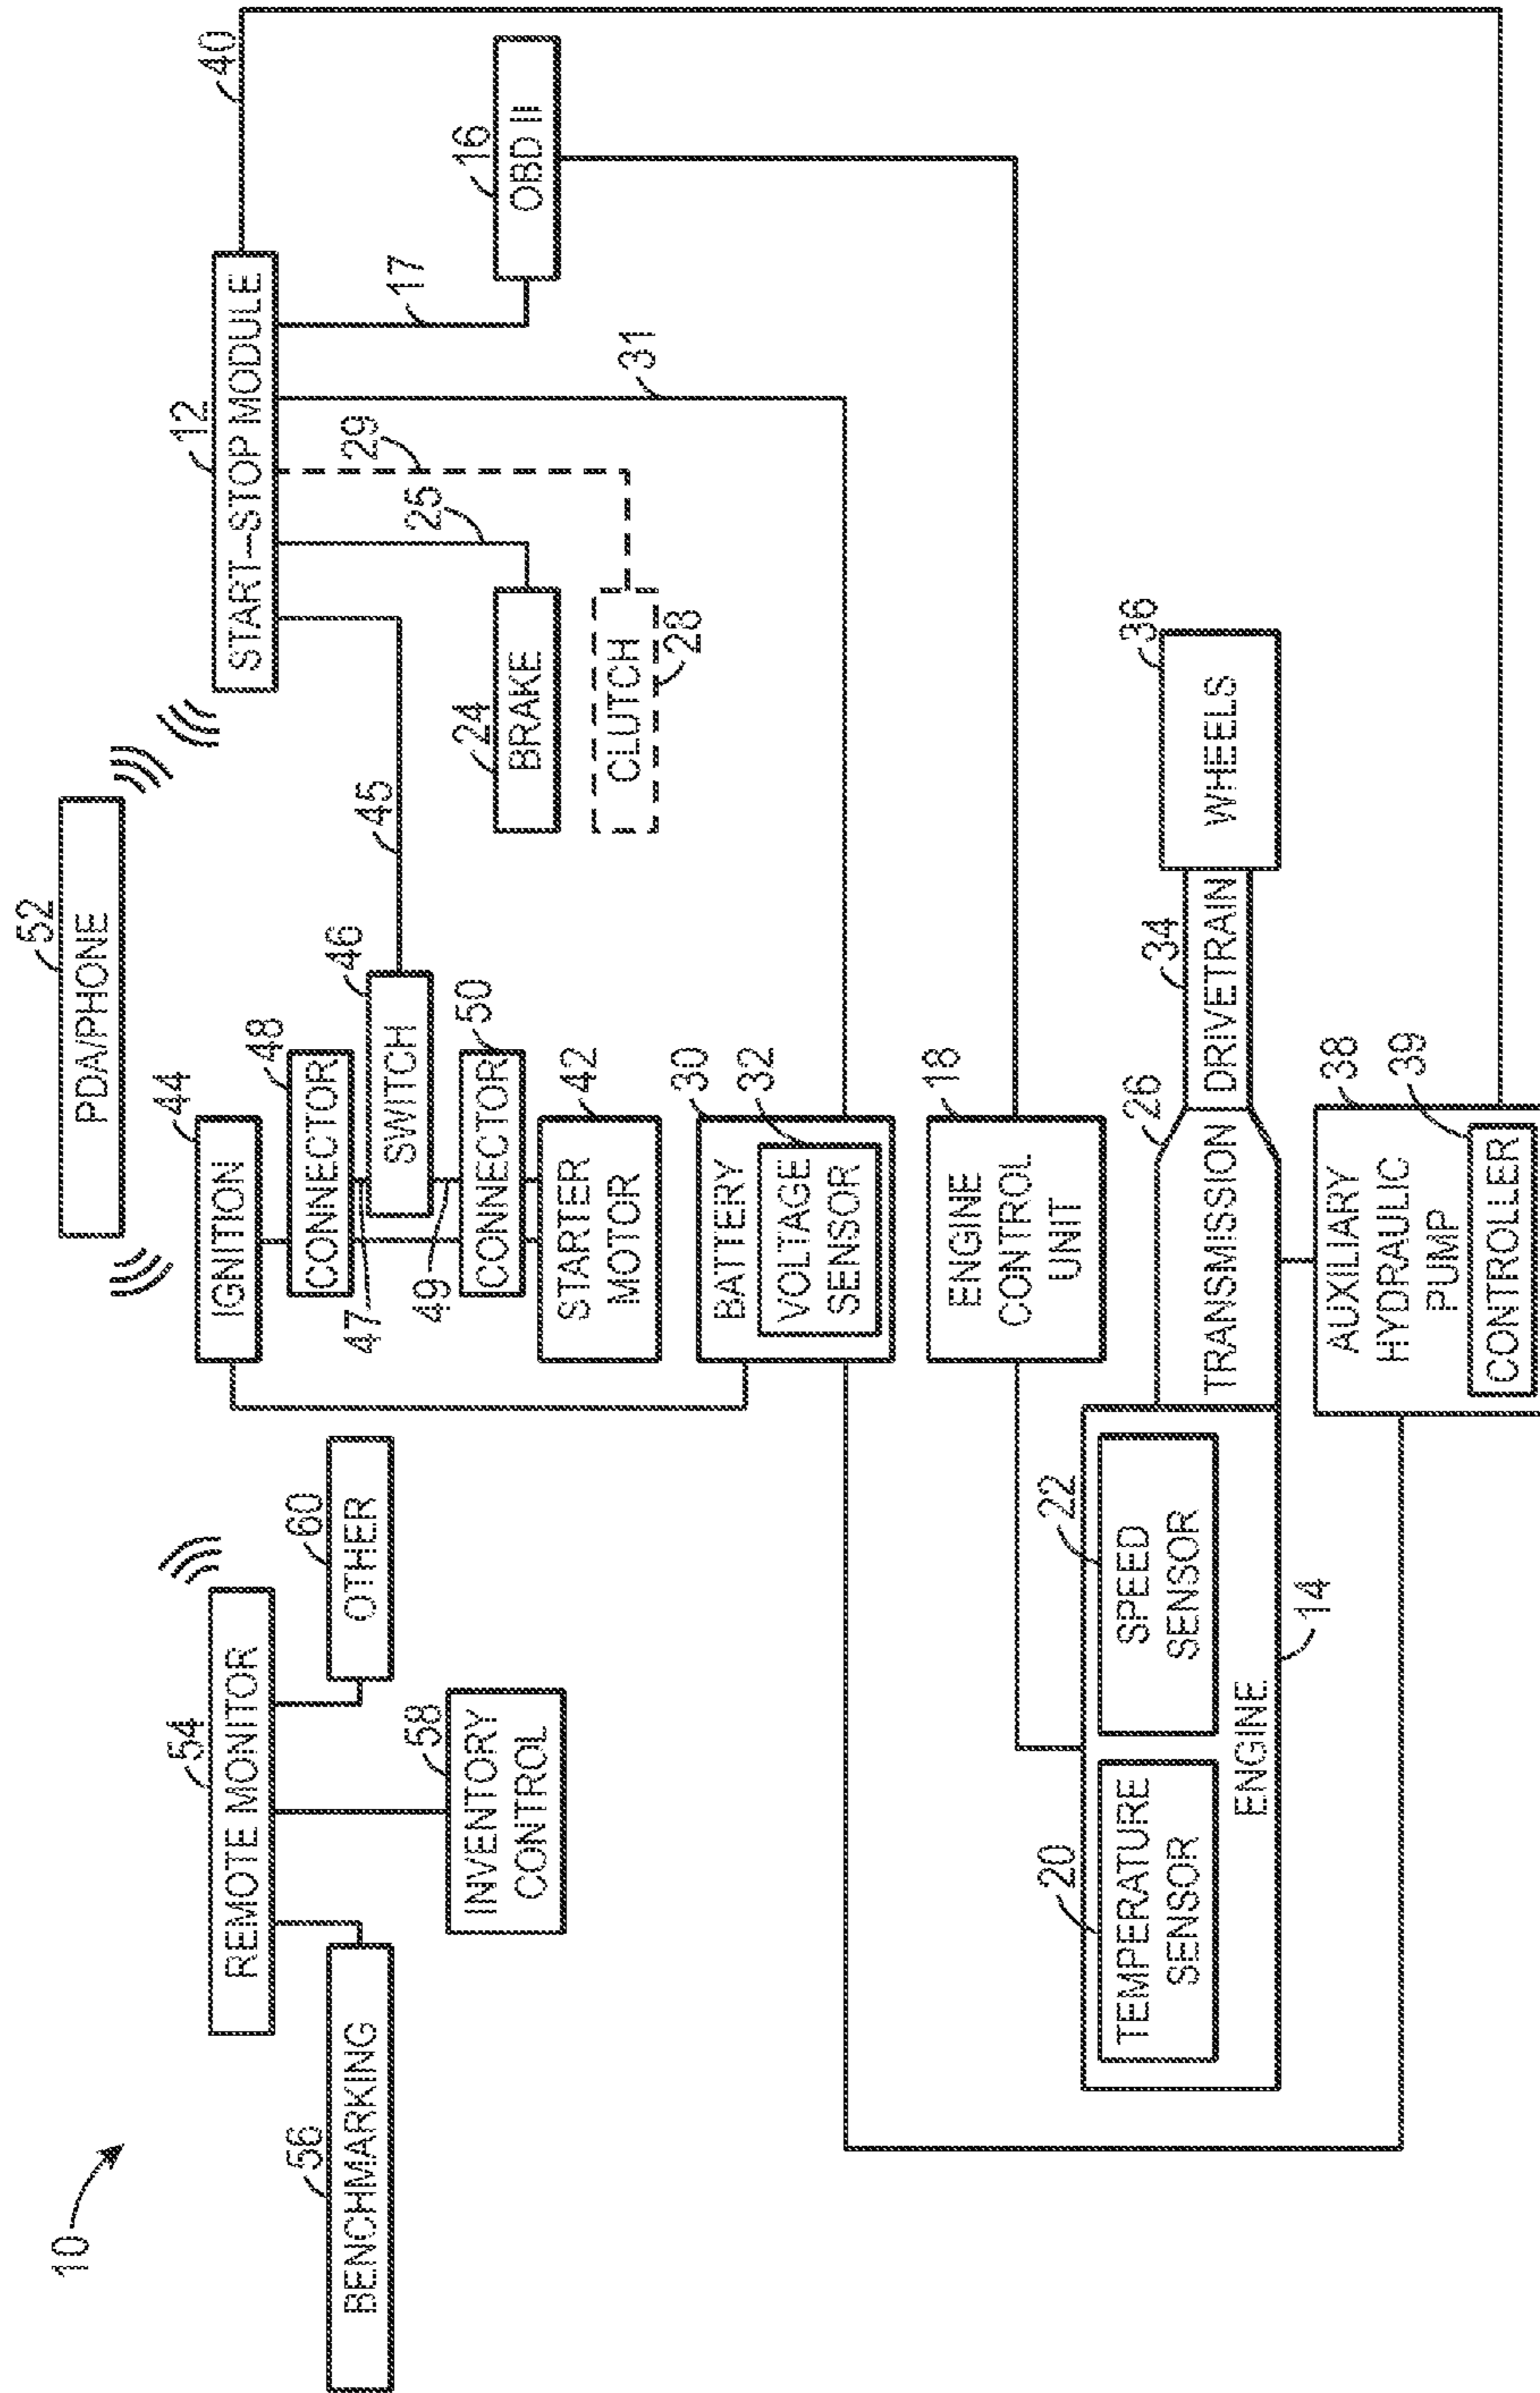 10
52
PDA/PHONE
54
REMOTE MONITOR
44
IGNITION
12
START–STOP MODULE
40
56
BENCHMARKING
60
OTHER
48
CONNECTOR
47
46
SWITCH
45
49
58
INVENTORY
CONTROL
50
CONNECTOR
24
BRAKE
25
29
17
16
OBD II
42
STARTER
MOTOR
CLUTCH
28
31
30
BATTERY
32
VOLTAGE
SENSOR
18
ENGINE
CONTROL
UNIT
20
TEMPERATURE
SENSOR
22
SPEED
SENSOR
ENGINE
14
26
TRANSMISSION
34
DRIVETRAIN
36
WHEELS
38
AUXILIARY
HYDRAULIC
PUMP
39
CONTROLLER